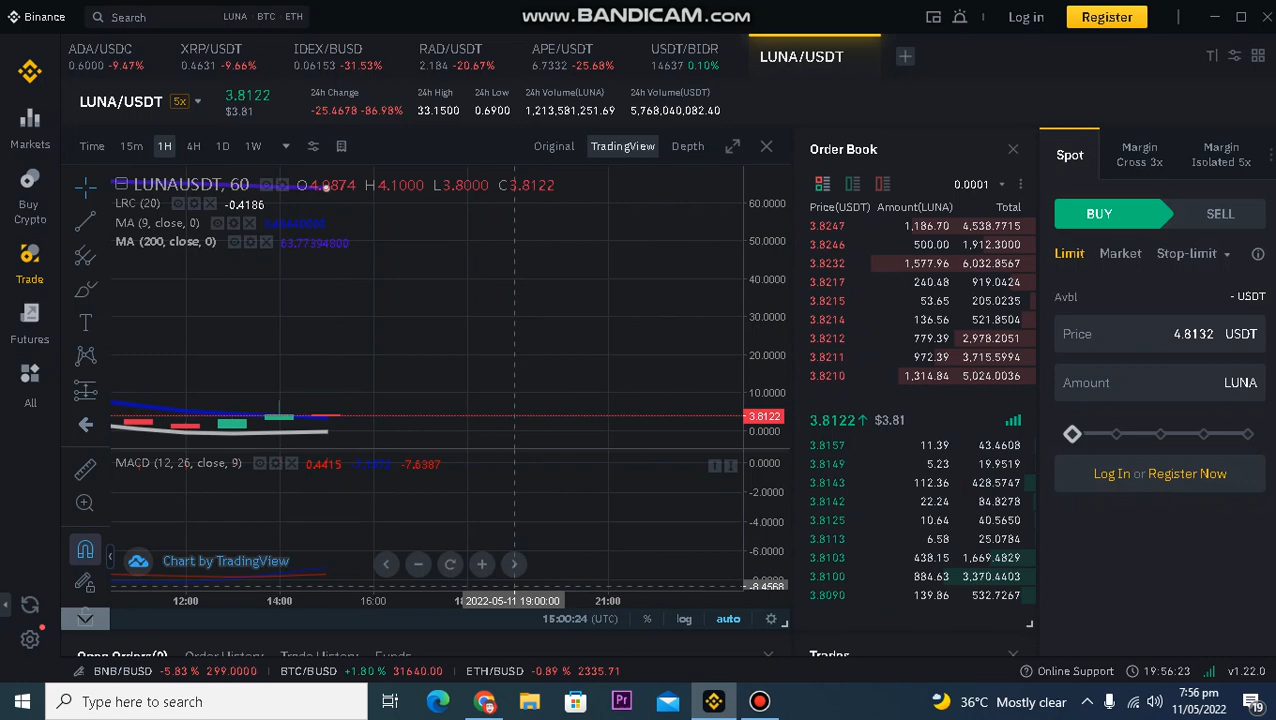 Binance
Search
LUNA · BTC · ETH
www.BANDICAM.com
Log in
Register
ADA/USDC
0.6000 -9.47%
XRP/USDT
0.4631 -9.66%
IDEX/BUSD
0.06153 -31.53%
RAD/USDT
2.184 -20.67%
APE/USDT
6.7332 -25.68%
USDT/BIDR
14637 0.10%
LUNA/USDT
LUNA/USDT 5x
3.8122
$3.81
24h Change
-25.4678 -86.98%
24h High
33.1500
24h Low
0.6900
24h Volume(LUNA)
1,213,581,251.69
24h Volume(USDT)
5,768,040,082.40
Markets
Buy
Crypto
Trade
Futures
All
Time 15m 1H 4H 1D 1W
Original TradingView Depth
LUNAUSDT, 60 H4.1000 L3.8000 C3.8122
LRC (20) -0.4186
MA (9, close, 0)
MA (200, close, 0) 63.77394800
60.0000
50.0000
40.0000
30.0000
20.0000
10.0000
3.8122
0.0000
MACD (12, 26, close, 9) 0.4415 -7.6387
0.0000
-2.0000
-4.0000
-6.0000
-8.4568
Chart by TradingView
12:00 14:00 16:00 2022-05-11 19:00:00 21:00
15:00:24 (UTC) % log auto
Order Book
0.0001
Price(USDT) Amount(LUNA) Total
3.8247 1,186.70 4,538.7715
3.8246 500.00 1,912.3000
3.8232 1,577.96 6,032.8567
3.8217 240.48 919.0424
3.8215 53.65 205.0235
3.8214 136.56 521.8504
3.8212 779.39 2,978.2051
3.8211 972.39 3,715.5994
3.8210 1,314.84 5,024.0036
3.8122↑ $3.81
3.8157 11.39 43.4608
3.8149 5.23 19.9519
3.8143 112.36 428.5747
3.8142 22.24 84.8278
3.8125 10.64 40.5650
3.8113 6.58 25.0784
3.8103 438.15 1,669.4829
3.8100 884.63 3,370.4403
3.8090 139.86 532.7267
Trades
Spot
Margin
Cross 3x
Margin
Isolated 5x
BUY SELL
Limit Market Stop-limit
Avbl - USDT
Price 4.8132 USDT
Amount LUNA
Log In or Register Now
Open Orders(0) Order History Trade History Funds
BNB/BUSD -5.83 % 299.0000 BTC/BUSD +1.80 % 31640.00 ETH/BUSD -0.89 % 2335.71
Online Support 19:56:23 v1.22.0
Type here to search
Pr
36°C Mostly clear
7:56 pm
11/05/2022
19